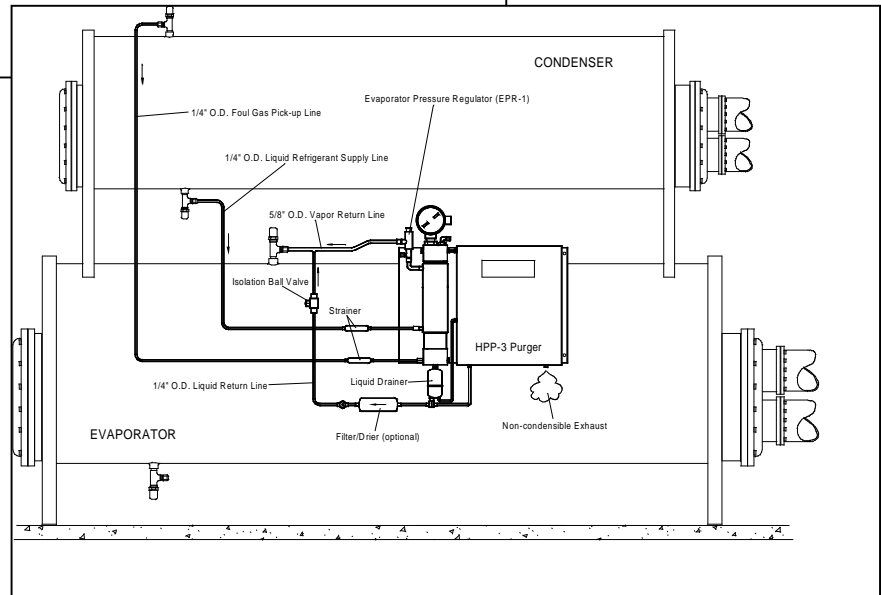 CONDENSER
Evaporator Pressure Regulator (EPR-1)
1/4" O.D. Foul Gas Pick-up Line
1/4" O.D. Liquid Refrigerant Supply Line
5/8" O.D. Vapor Return Line
Isolation Ball Valve
Strainer
HPP-3 Purger
1/4" O.D. Liquid Return Line
Liquid Drainer
Non-condensible Exhaust
EVAPORATOR
Filter/Drier (optional)